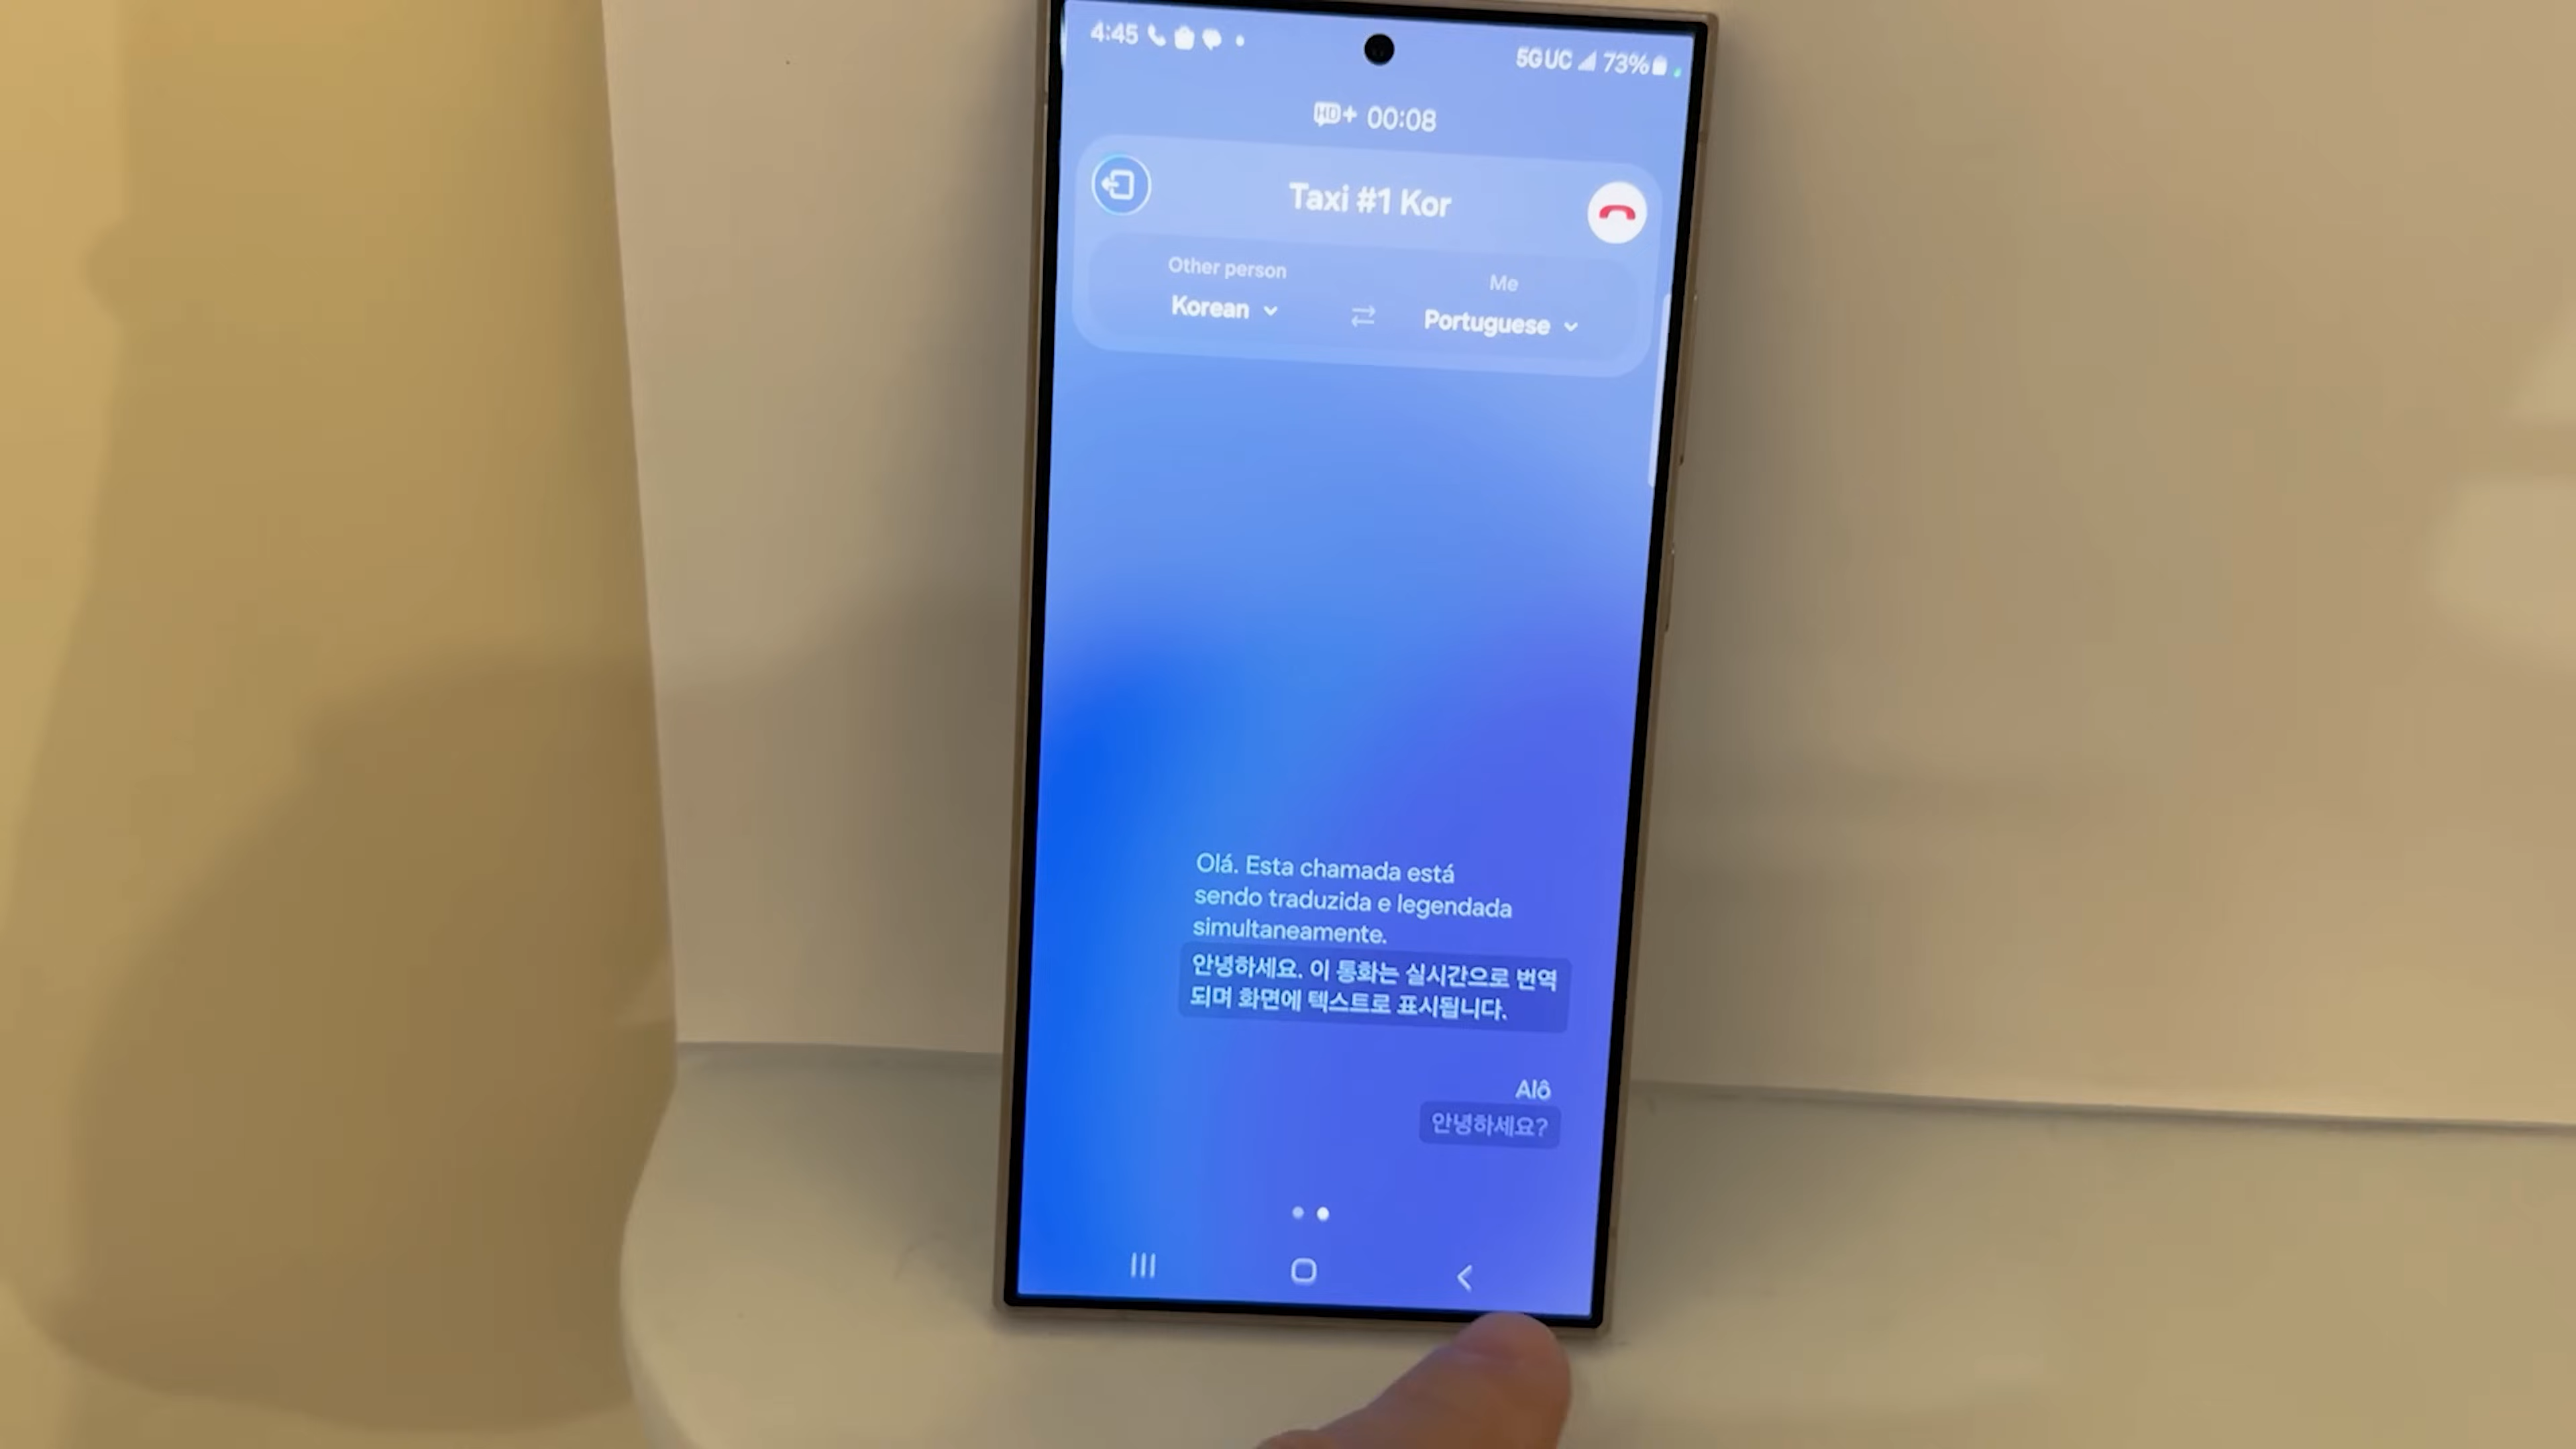 4:45
5G UC 73%
HD+ 00:08
Taxi #1 Kor
Other person
Me
Korean
Portuguese
Olá. Esta chamada está
sendo traduzida e legendada
simultaneamente.
안녕하세요. 이 통화는 실시간으로 번역
되며 화면에 텍스트로 표시됩니다.
Alô
안녕하세요?